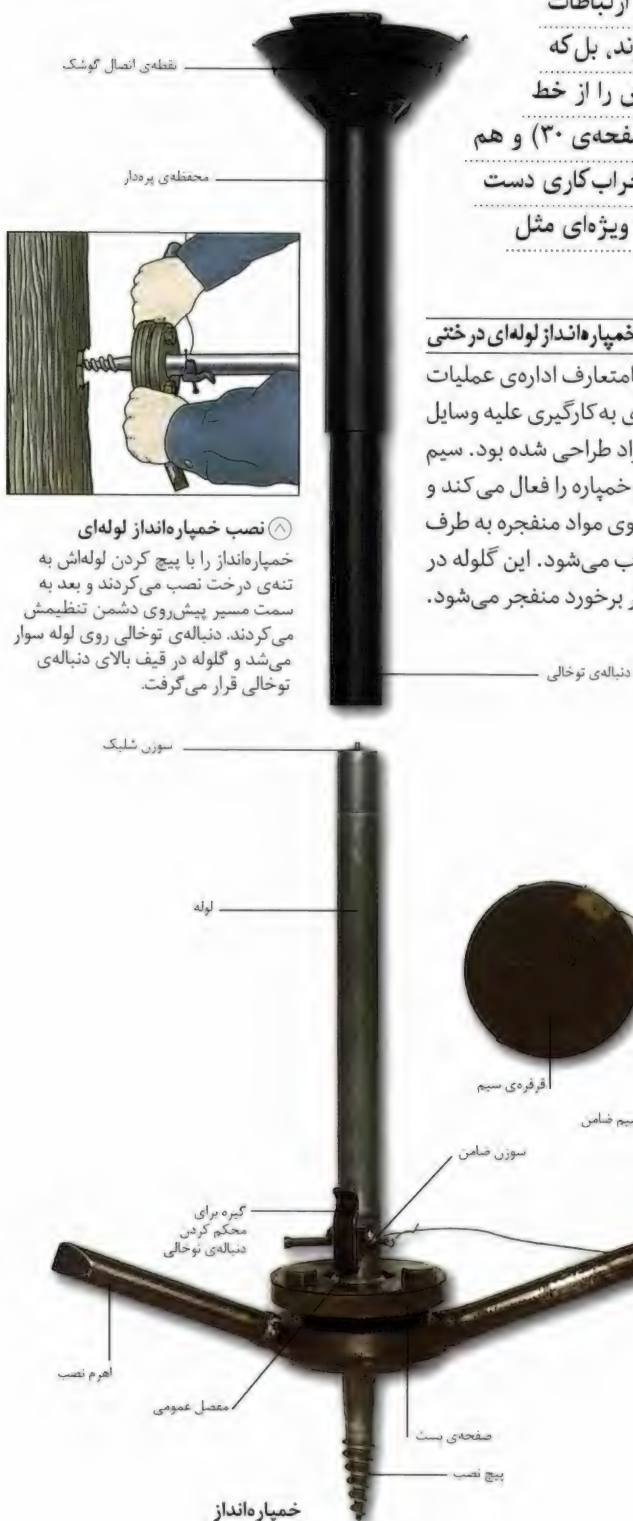 ارتباطات
ند، بل‌که
ش را از خط
فحه‌ی ۳۰) و هم
خراب‌کاری دست
ویژه‌ای مثل
نقطه‌ی اتصال گوشک
محفظه‌ی پره‌دار
خمپاره‌انداز لوله‌ای درختی
امتعارف اداره‌ی عملیات
ی به کارگیری علیه وسایل
راد طراحی شده بود. سیم
خمپاره را فعال می‌کند و
وی مواد منفجره به طرف
ب می‌شود. این گلوله در
ر برخورد منفجر می‌شود.
نصب خمپاره‌انداز لوله‌ای
خمپاره‌انداز را با پیچ کردن لوله‌اش به
تنه‌ی درخت نصب می‌کردند و بعد به
سمت مسیر پیش‌روی دشمن تنظیمش
می‌کردند. دنباله‌ی توخالی روی لوله سوار
می‌شد و گلوله در قیف بالای دنباله‌ی
توخالی قرار می‌گرفت.
دنباله‌ی توخالی
سوزن شلیک
لوله
قرقره‌ی سیم
سیم ضامن
سوزن ضامن
گیره برای
محکم کردن
دنباله‌ی توخالی
اهرم نصب
مفصل عمومی
صفحه‌ی بست
پیچ نصب
خمپاره‌انداز